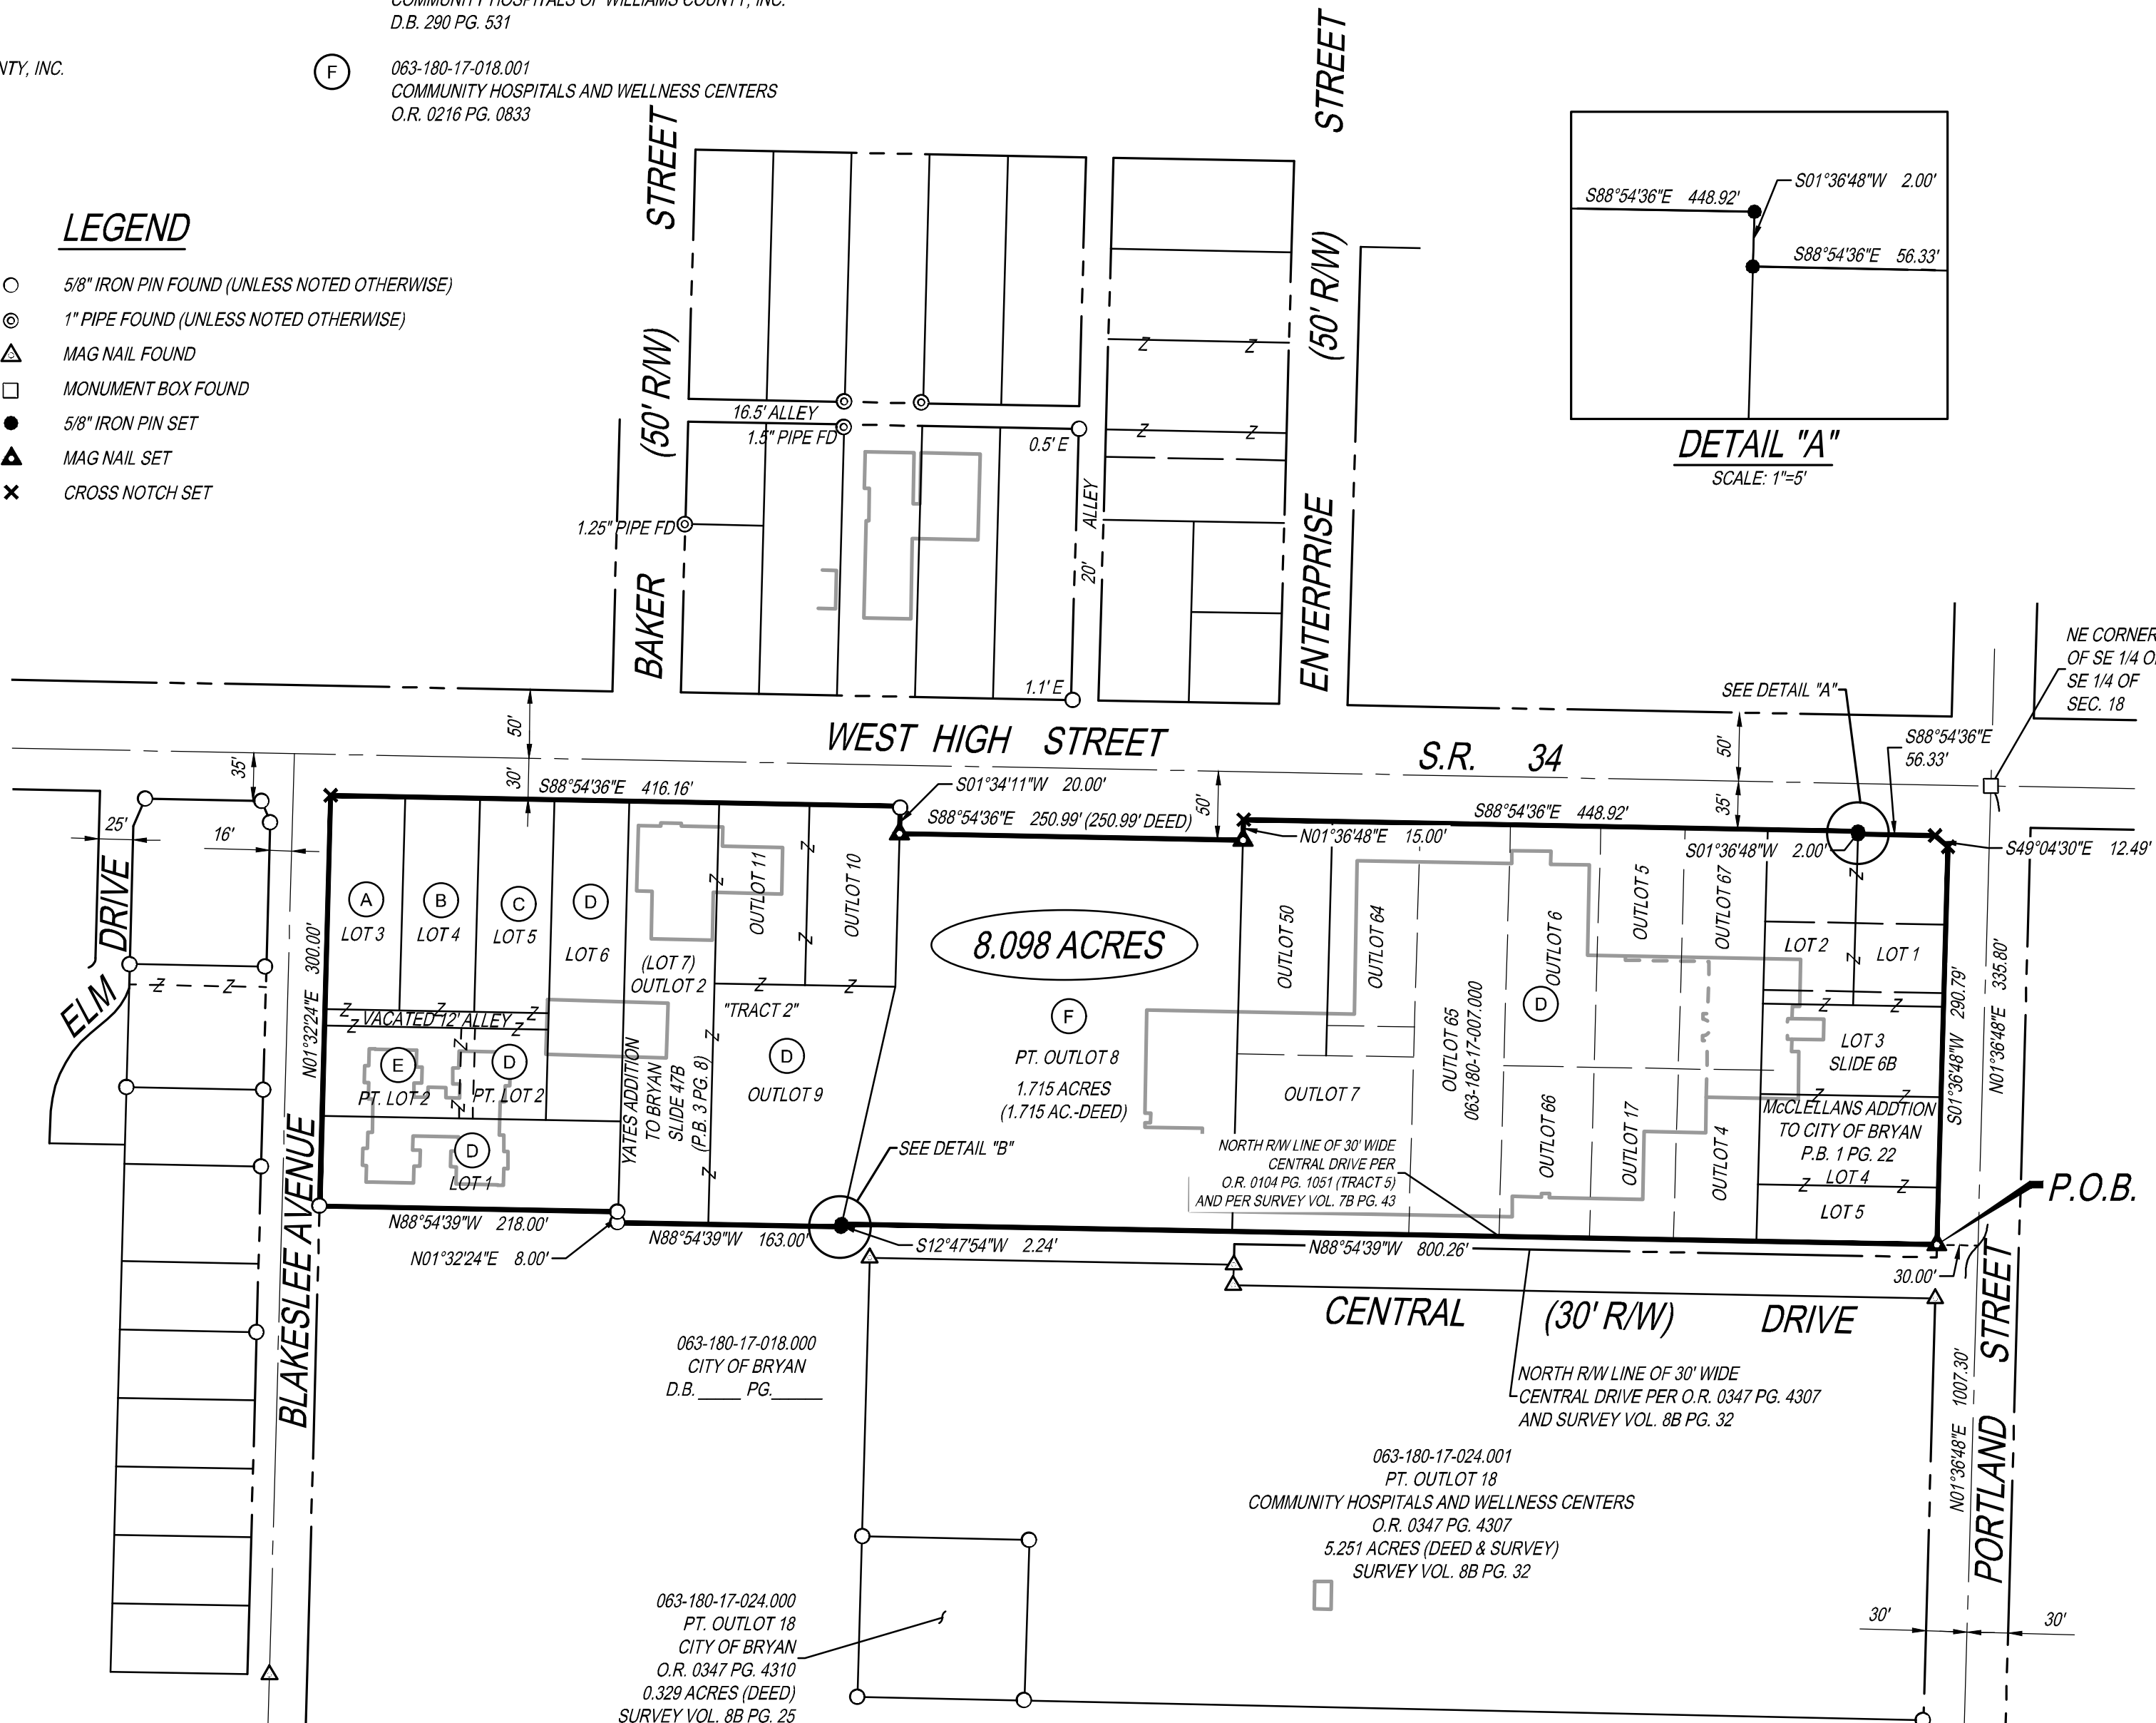 COMMUNITY HOSPITALS OF WILLIAMS COUNTY, INC.
D.B. 290 PG. 531
NTY, INC.
F
063-180-17-018.001
COMMUNITY HOSPITALS AND WELLNESS CENTERS
O.R. 0216 PG. 0833
LEGEND
5/8" IRON PIN FOUND (UNLESS NOTED OTHERWISE)
1" PIPE FOUND (UNLESS NOTED OTHERWISE)
MAG NAIL FOUND
MONUMENT BOX FOUND
5/8" IRON PIN SET
MAG NAIL SET
CROSS NOTCH SET
BAKER (50' R/W) STREET
16.5' ALLEY
1.5" PIPE FD
0.5' E
1.25" PIPE FD
20' ALLEY
1.1' E
Z Z
Z Z
ENTERPRISE (50' R/W) STREET
S88°54'36"E 448.92'
S01°36'48"W 2.00'
S88°54'36"E 56.33'
DETAIL "A"
SCALE: 1"=5'
NE CORNER
OF SE 1/4 O
SE 1/4 OF
SEC. 18
SEE DETAIL "A"
S88°54'36"E
56.33'
WEST HIGH STREET S.R. 34
50'
30'
35'
25'
16'
S88°54'36"E 416.16'
S01°34'11"W 20.00'
S88°54'36"E 250.99' (250.99' DEED)
50'
N01°36'48"E 15.00'
S88°54'36"E 448.92'
50'
35'
S01°36'48"W 2.00'
S49°04'30"E 12.49'
ELM DRIVE
Z Z
N01°32'24"E 300.00'
A
LOT 3
B
LOT 4
C
LOT 5
D
LOT 6
(LOT 7)
OUTLOT 2
OUTLOT 11
OUTLOT 10
Z Z Z
Z Z
"TRACT 2"
D
OUTLOT 9
Z Z
VACATED 12' ALLEY
Z Z
E
PT. LOT 2
D
PT. LOT 2
Z Z
D
LOT 1
YATES ADDITION
TO BRYAN
SLIDE 47B
(P.B. 3 PG. 8)
Z Z
8.098 ACRES
F
PT. OUTLOT 8
1.715 ACRES
(1.715 AC.-DEED)
OUTLOT 50
OUTLOT 64
OUTLOT 7
OUTLOT 65
063-180-17-007.000
OUTLOT 6
D
OUTLOT 5
OUTLOT 67
OUTLOT 66
OUTLOT 17
OUTLOT 4
Z
LOT 2
Z
LOT 1
Z Z
LOT 3
SLIDE 6B
Z Z
McCLELLANS ADDTION
TO CITY OF BRYAN
P.B. 1 PG. 22
LOT 4
Z Z
LOT 5
S01°36'48"W 290.79'
N01°36'48"E 335.80'
P.O.B.
NORTH R/W LINE OF 30' WIDE
CENTRAL DRIVE PER
O.R. 0104 PG. 1051 (TRACT 5)
AND PER SURVEY VOL. 7B PG. 43
SEE DETAIL "B"
N88°54'39"W 218.00'
N01°32'24"E 8.00'
N88°54'39"W 163.00'
S12°47'54"W 2.24'
N88°54'39"W 800.26'
30.00'
BLAKESLEE AVENUE
CENTRAL (30' R/W) DRIVE
063-180-17-018.000
CITY OF BRYAN
D.B.____ PG.____
NORTH R/W LINE OF 30' WIDE
CENTRAL DRIVE PER O.R. 0347 PG. 4307
AND SURVEY VOL. 8B PG. 32
063-180-17-024.001
PT. OUTLOT 18
COMMUNITY HOSPITALS AND WELLNESS CENTERS
O.R. 0347 PG. 4307
5.251 ACRES (DEED & SURVEY)
SURVEY VOL. 8B PG. 32
N01°36'48"E 1007.30'
PORTLAND STREET
063-180-17-024.000
PT. OUTLOT 18
CITY OF BRYAN
O.R. 0347 PG. 4310
0.329 ACRES (DEED)
SURVEY VOL. 8B PG. 25
30' 30'